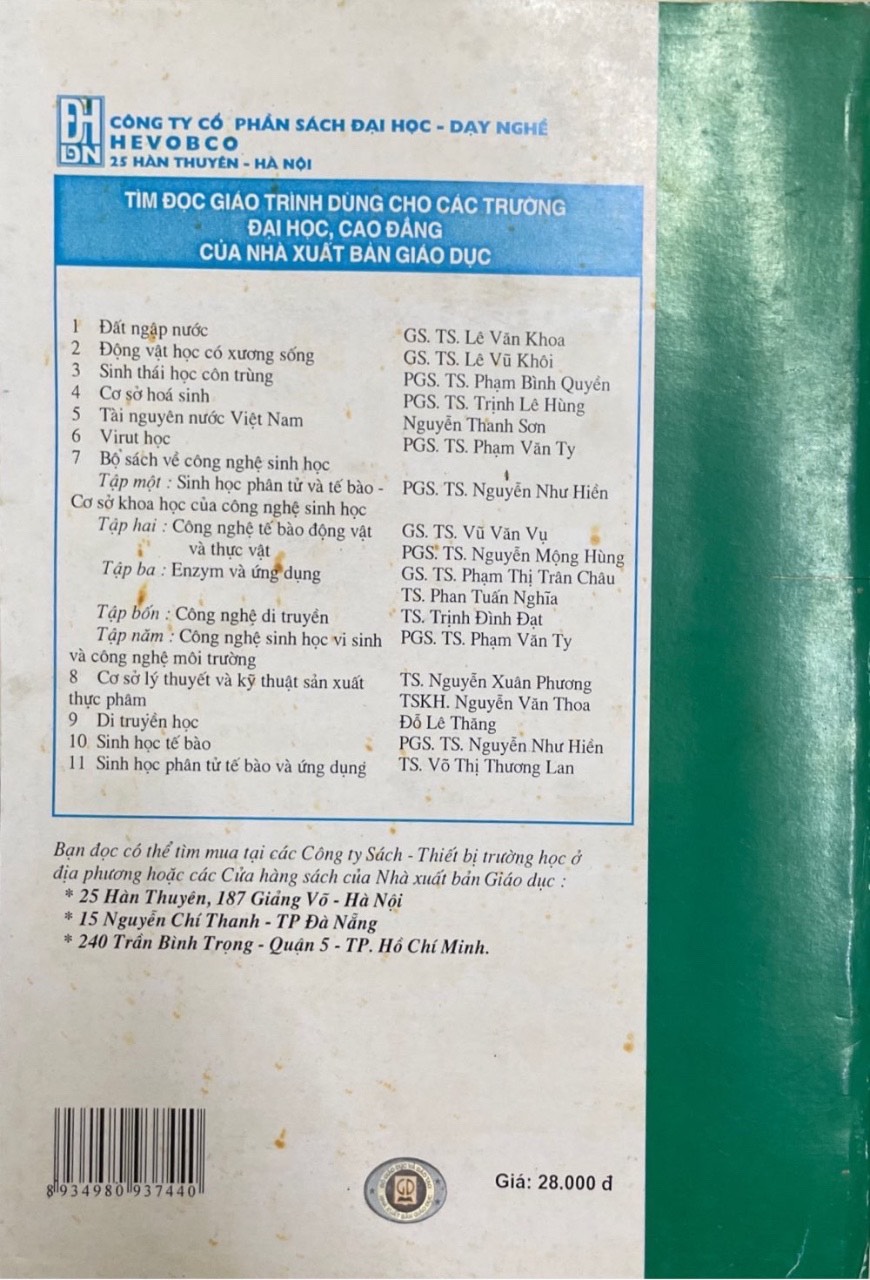 ĐH
DN
CÔNG TY CỔ PHẦN SÁCH ĐẠI HỌC - DẠY NGHỀ
HEVOBCO
25 HÀN THUYÊN - HÀ NỘI
TÌM ĐỌC GIÁO TRÌNH DÙNG CHO CÁC TRƯỜNG
ĐẠI HỌC, CAO ĐẲNG
CỦA NHÀ XUẤT BẢN GIÁO DỤC
1 Đất ngập nước GS. TS. Lê Văn Khoa
2 Động vật học có xương sống GS. TS. Lê Vũ Khôi
3 Sinh thái học côn trùng PGS. TS. Phạm Bình Quyền
4 Cơ sở hoá sinh PGS. TS. Trịnh Lê Hùng
5 Tài nguyên nước Việt Nam Nguyễn Thanh Sơn
6 Virut học PGS. TS. Phạm Văn Ty
7 Bộ sách về công nghệ sinh học
Tập một : Sinh học phân tử và tế bào - PGS. TS. Nguyễn Như Hiền
Cơ sở khoa học của công nghệ sinh học
Tập hai : Công nghệ tế bào động vật GS. TS. Vũ Văn Vụ
và thực vật PGS. TS. Nguyễn Mộng Hùng
Tập ba : Enzym và ứng dụng GS. TS. Phạm Thị Trân Châu
TS. Phan Tuấn Nghĩa
Tập bốn : Công nghệ di truyền TS. Trịnh Đình Đạt
Tập năm : Công nghệ sinh học vi sinh PGS. TS. Phạm Văn Ty
và công nghệ môi trường
8 Cơ sở lý thuyết và kỹ thuật sản xuất TS. Nguyễn Xuân Phương
thực phẩm TSKH. Nguyễn Văn Thoa
9 Di truyền học Đỗ Lê Thăng
10 Sinh học tế bào PGS. TS. Nguyễn Như Hiền
11 Sinh học phân tử tế bào và ứng dụng TS. Võ Thị Thương Lan
Bạn đọc có thể tìm mua tại các Công ty Sách - Thiết bị trường học ở
địa phương hoặc các Cửa hàng sách của Nhà xuất bản Giáo dục :
* 25 Hàn Thuyên, 187 Giảng Võ - Hà Nội
* 15 Nguyễn Chí Thanh - TP Đà Nẵng
* 240 Trần Bình Trọng - Quận 5 - TP. Hồ Chí Minh.
8 934980 937440
GD
Giá: 28.000 đ